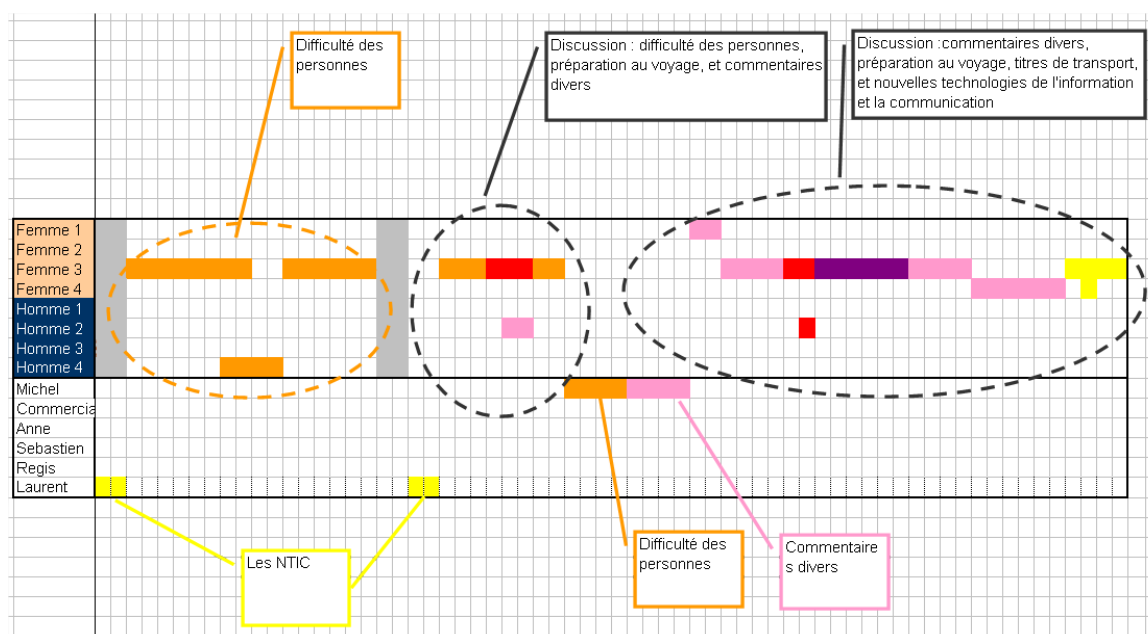 Difficulté des
personnes
Discussion : difficulté des personnes,
préparation au voyage, et commentaires
divers
Discussion :commentaires divers,
préparation au voyage, titres de transport,
et nouvelles technologies de l'information
et la communication
Femme 1
Femme 2
Femme 3
Femme 4
Homme 1
Homme 2
Homme 3
Homme 4
Michel
Commercia
Anne
Sebastien
Regis
Laurent
Les NTIC
Difficulté des
personnes
Commentaire
s divers